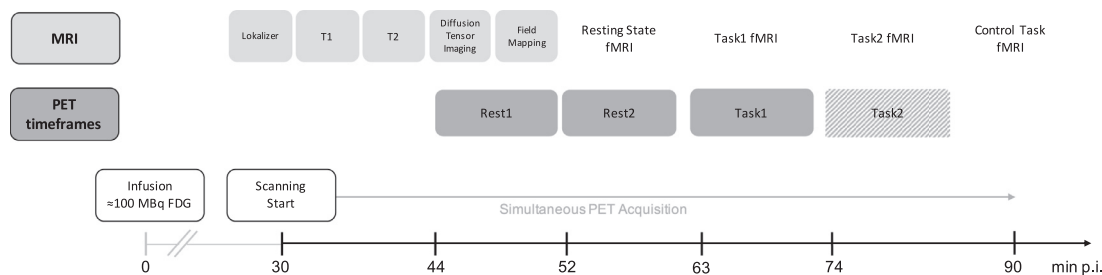 MRI
Lokalizer
T1
T2
Diffusion
Tensor
Imaging
Field
Mapping
Resting State
fMRI
Task1 fMRI
Task2 fMRI
Control Task
fMRI
PET
timeframes
Rest1
Rest2
Task1
Task2
Infusion
≈100 MBq FDG
Scanning
Start
Simultaneous PET Acquisition
0
30
44
52
63
74
90
min p.i.